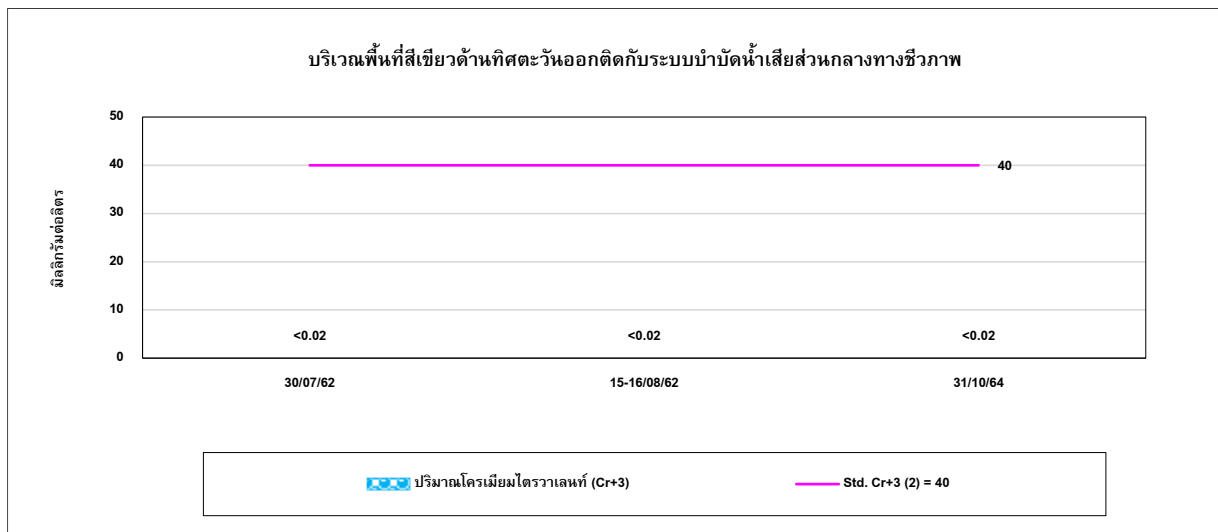 บริเวณพื้นที่สีเขียวด้านทิศตะวันออกติดกับระบบบำบัดน้ำเสียส่วนกลางทางชีวภาพ
มิลลิกรัมต่อลิตร
50
40
30
20
10
0
40
<0.02 <0.02 <0.02
30/07/62 15-16/08/62 31/10/64
ปริมาณโครเมียมไตรวาเลนท์ (Cr+3) Std. Cr+3 (2) = 40